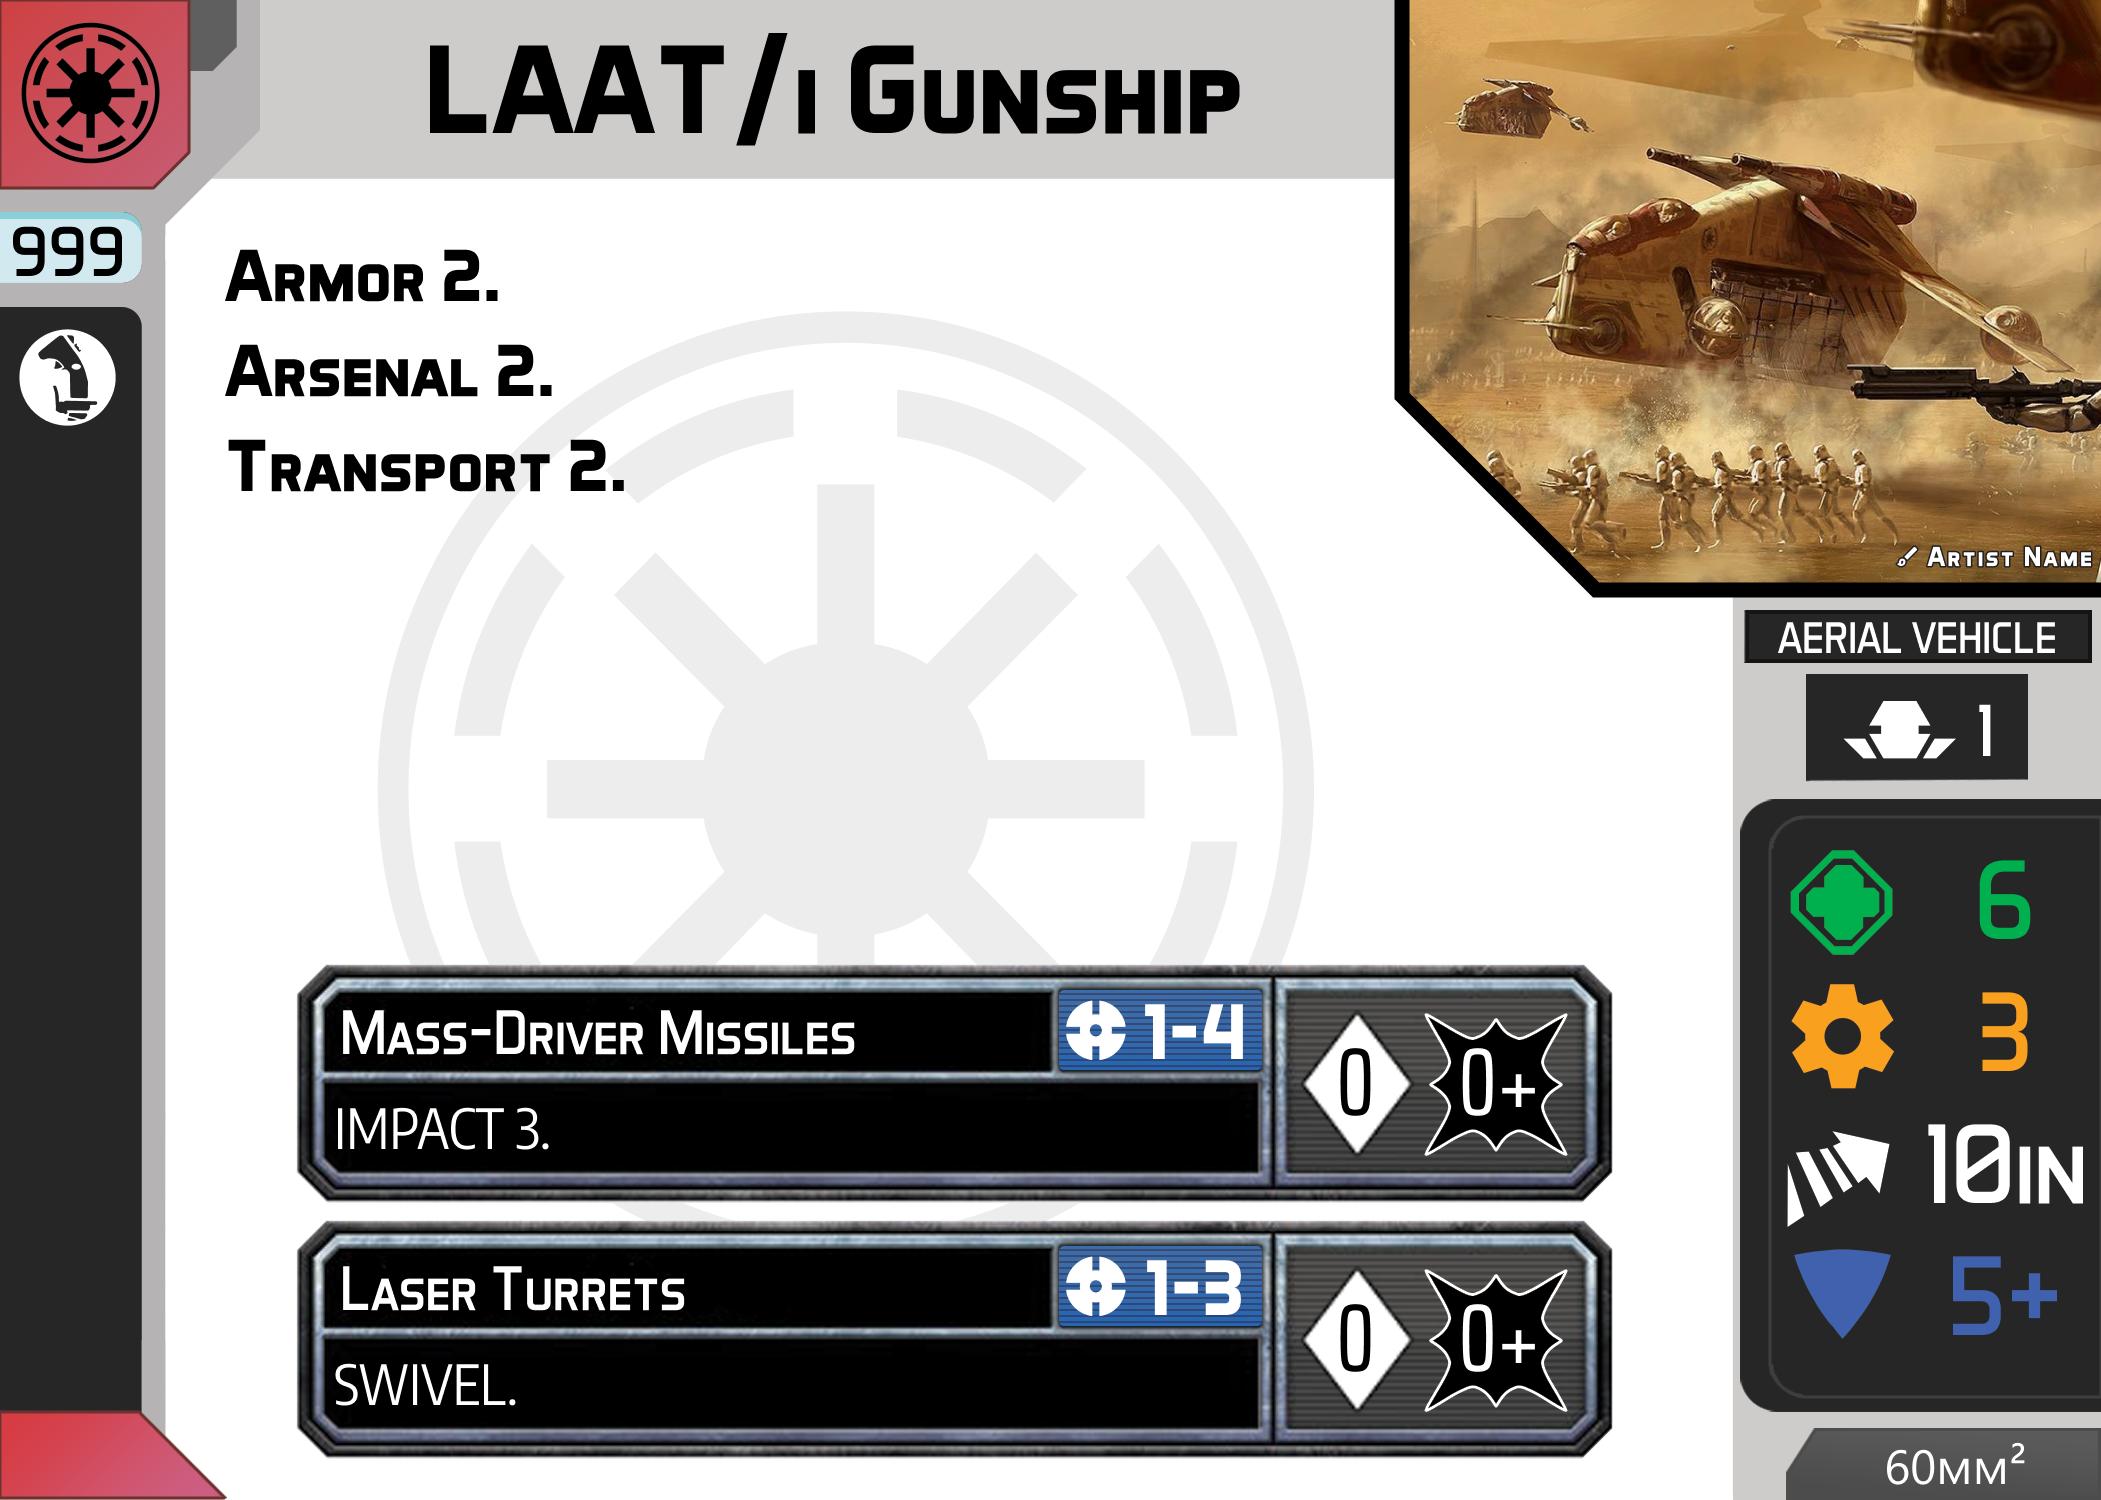 LAAT/i Gunship
999
Armor 2.
Arsenal 2.
Transport 2.
Artist Name
AERIAL VEHICLE
1
6
3
10in
5+
Mass-Driver Missiles 1-4 0 0+
IMPACT 3.
Laser Turrets 1-3 0 0+
SWIVEL.
60mm²